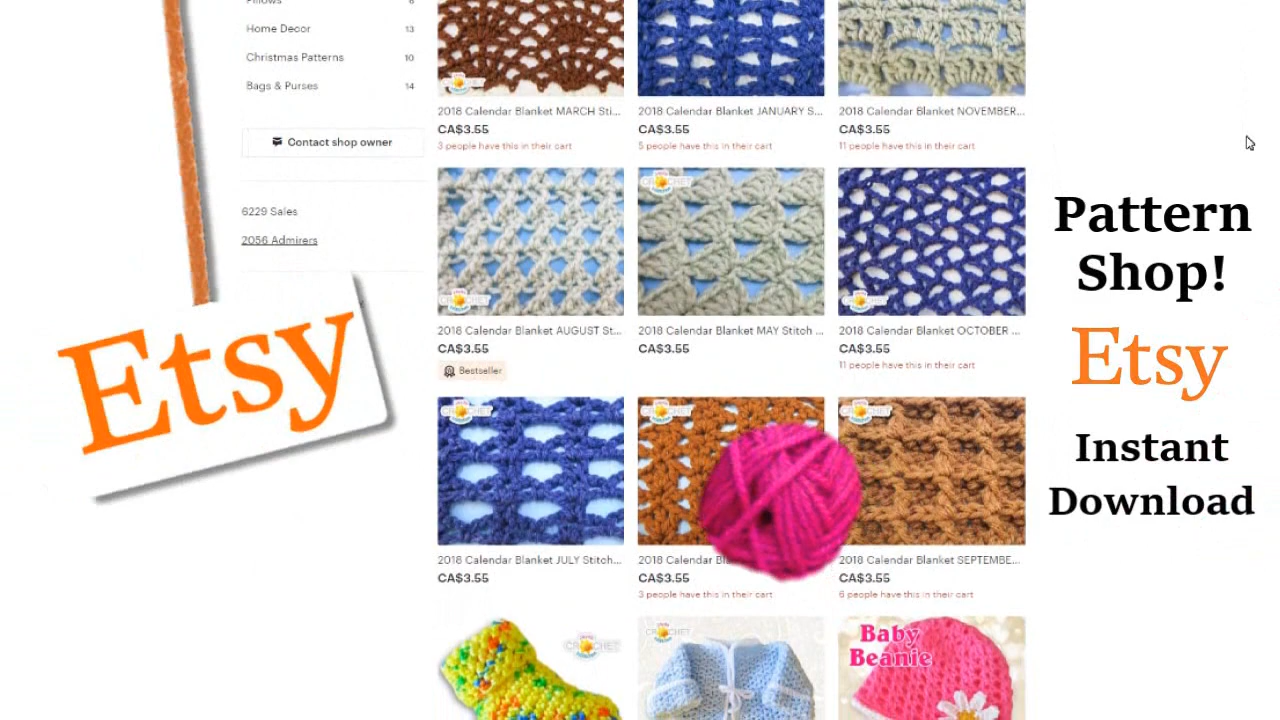 Home Decor 13
Christmas Patterns 10
Bags & Purses 14
Contact shop owner
6229 Sales
2056 Admirers
Etsy
2018 Calendar Blanket MARCH Sti...
CA$3.55
3 people have this in their cart
2018 Calendar Blanket JANUARY S...
CA$3.55
5 people have this in their cart
2018 Calendar Blanket NOVEMBER...
CA$3.55
11 people have this in their cart
CROCHET
2018 Calendar Blanket AUGUST St...
CA$3.55
Bestseller
2018 Calendar Blanket MAY Stitch ...
CA$3.55
2018 Calendar Blanket OCTOBER ...
CA$3.55
11 people have this in their cart
CROCHET
CROCHET
CROCHET
2018 Calendar Blanket JULY Stitch...
CA$3.55
2018 Calendar
CA$3.55
3 people have this in their cart
2018 Calendar Blanket SEPTEMBE...
CA$3.55
6 people have this in their cart
CROCHET
CROCHET
Baby
Beanie
Pattern
Shop!
Etsy
Instant
Download